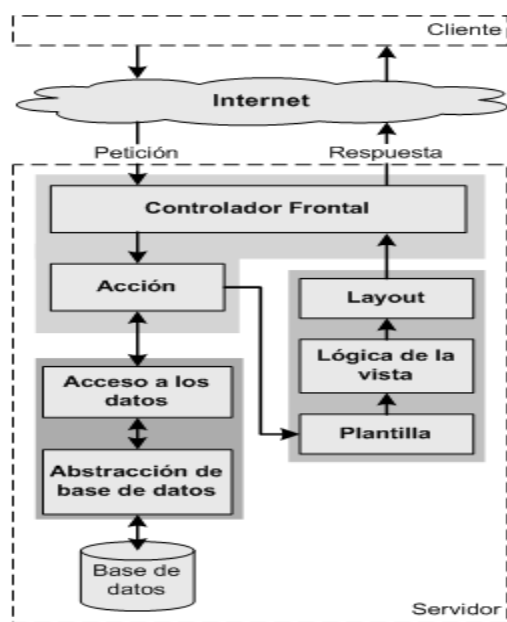 Cliente
Internet
Petición
Respuesta
Controlador Frontal
Acción
Layout
Lógica de la
vista
Plantilla
Acceso a los
datos
Abstracción de
base de datos
Base de
datos
Servidor